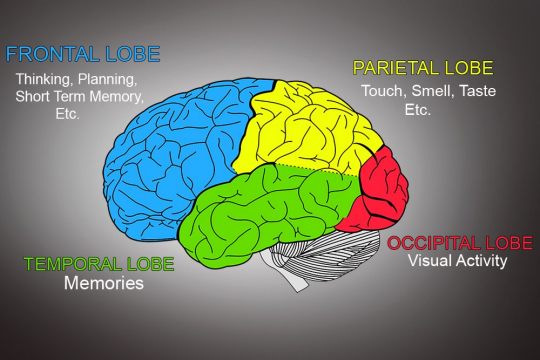 FRONTAL LOBE
Thinking, Planning,
Short Term Memory,
Etc.
PARIETAL LOBE
Touch, Smell, Taste
Etc.
TEMPORAL LOBE
Memories
OCCIPITAL LOBE
Visual Activity